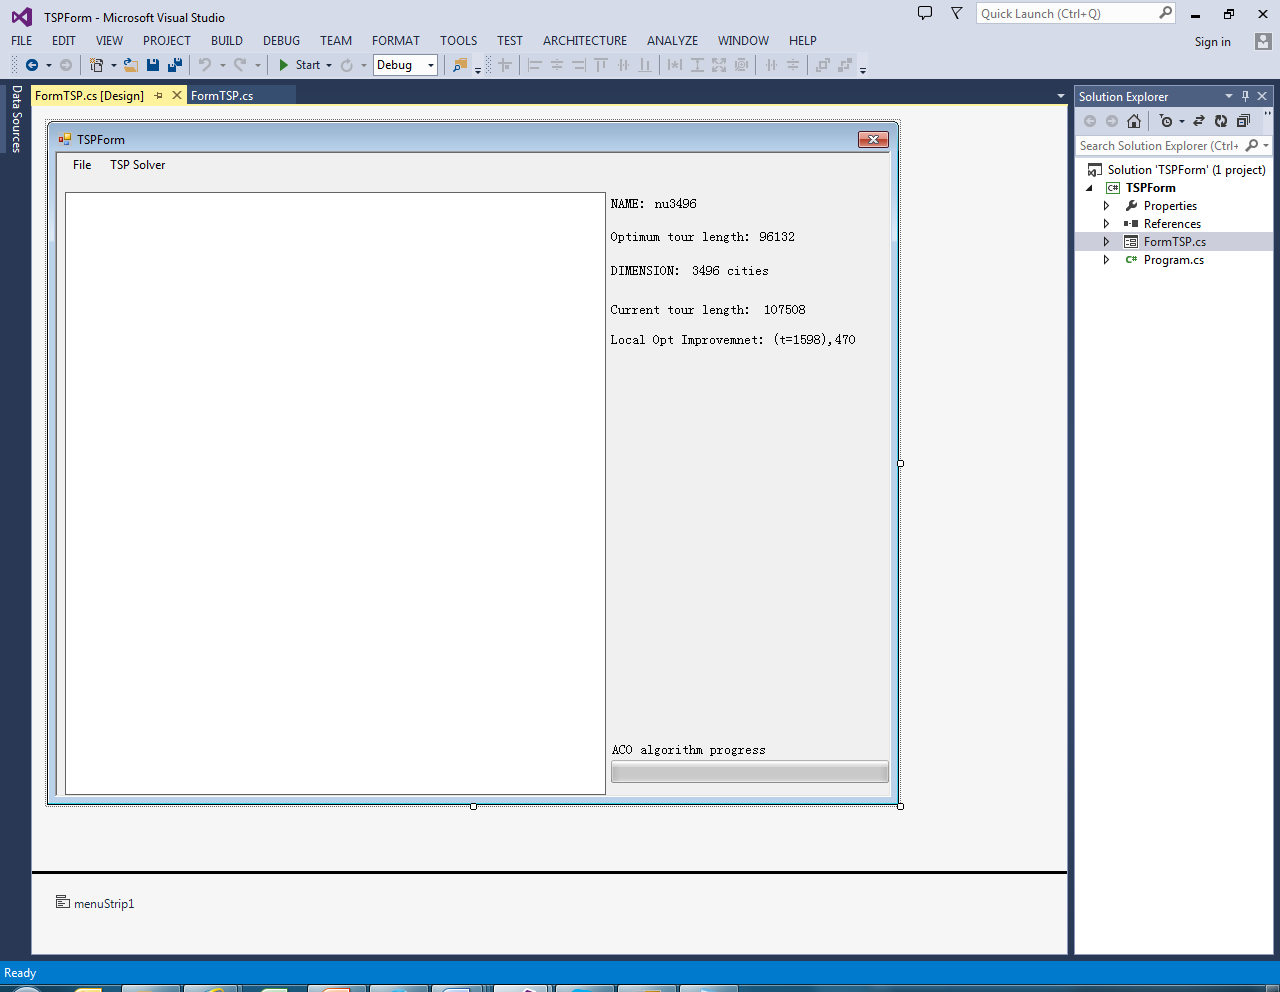 TSPForm - Microsoft Visual Studio
Quick Launch (Ctrl+Q)
FILE EDIT VIEW PROJECT BUILD DEBUG TEAM FORMAT TOOLS TEST ARCHITECTURE ANALYZE WINDOW HELP
Sign in
Start Debug
Data Sources
FormTSP.cs [Design] FormTSP.cs
TSPForm
File TSP Solver
NAME: nu3496
Optimum tour length: 96132
DIMENSION: 3496 cities
Current tour length: 107508
Local Opt Improvemnet: (t=1598),470
ACO algorithm progress
menuStrip1
Solution Explorer
Search Solution Explorer (Ctrl+
Solution 'TSPForm' (1 project)
C# TSPForm
Properties
References
FormTSP.cs
C# Program.cs
Ready